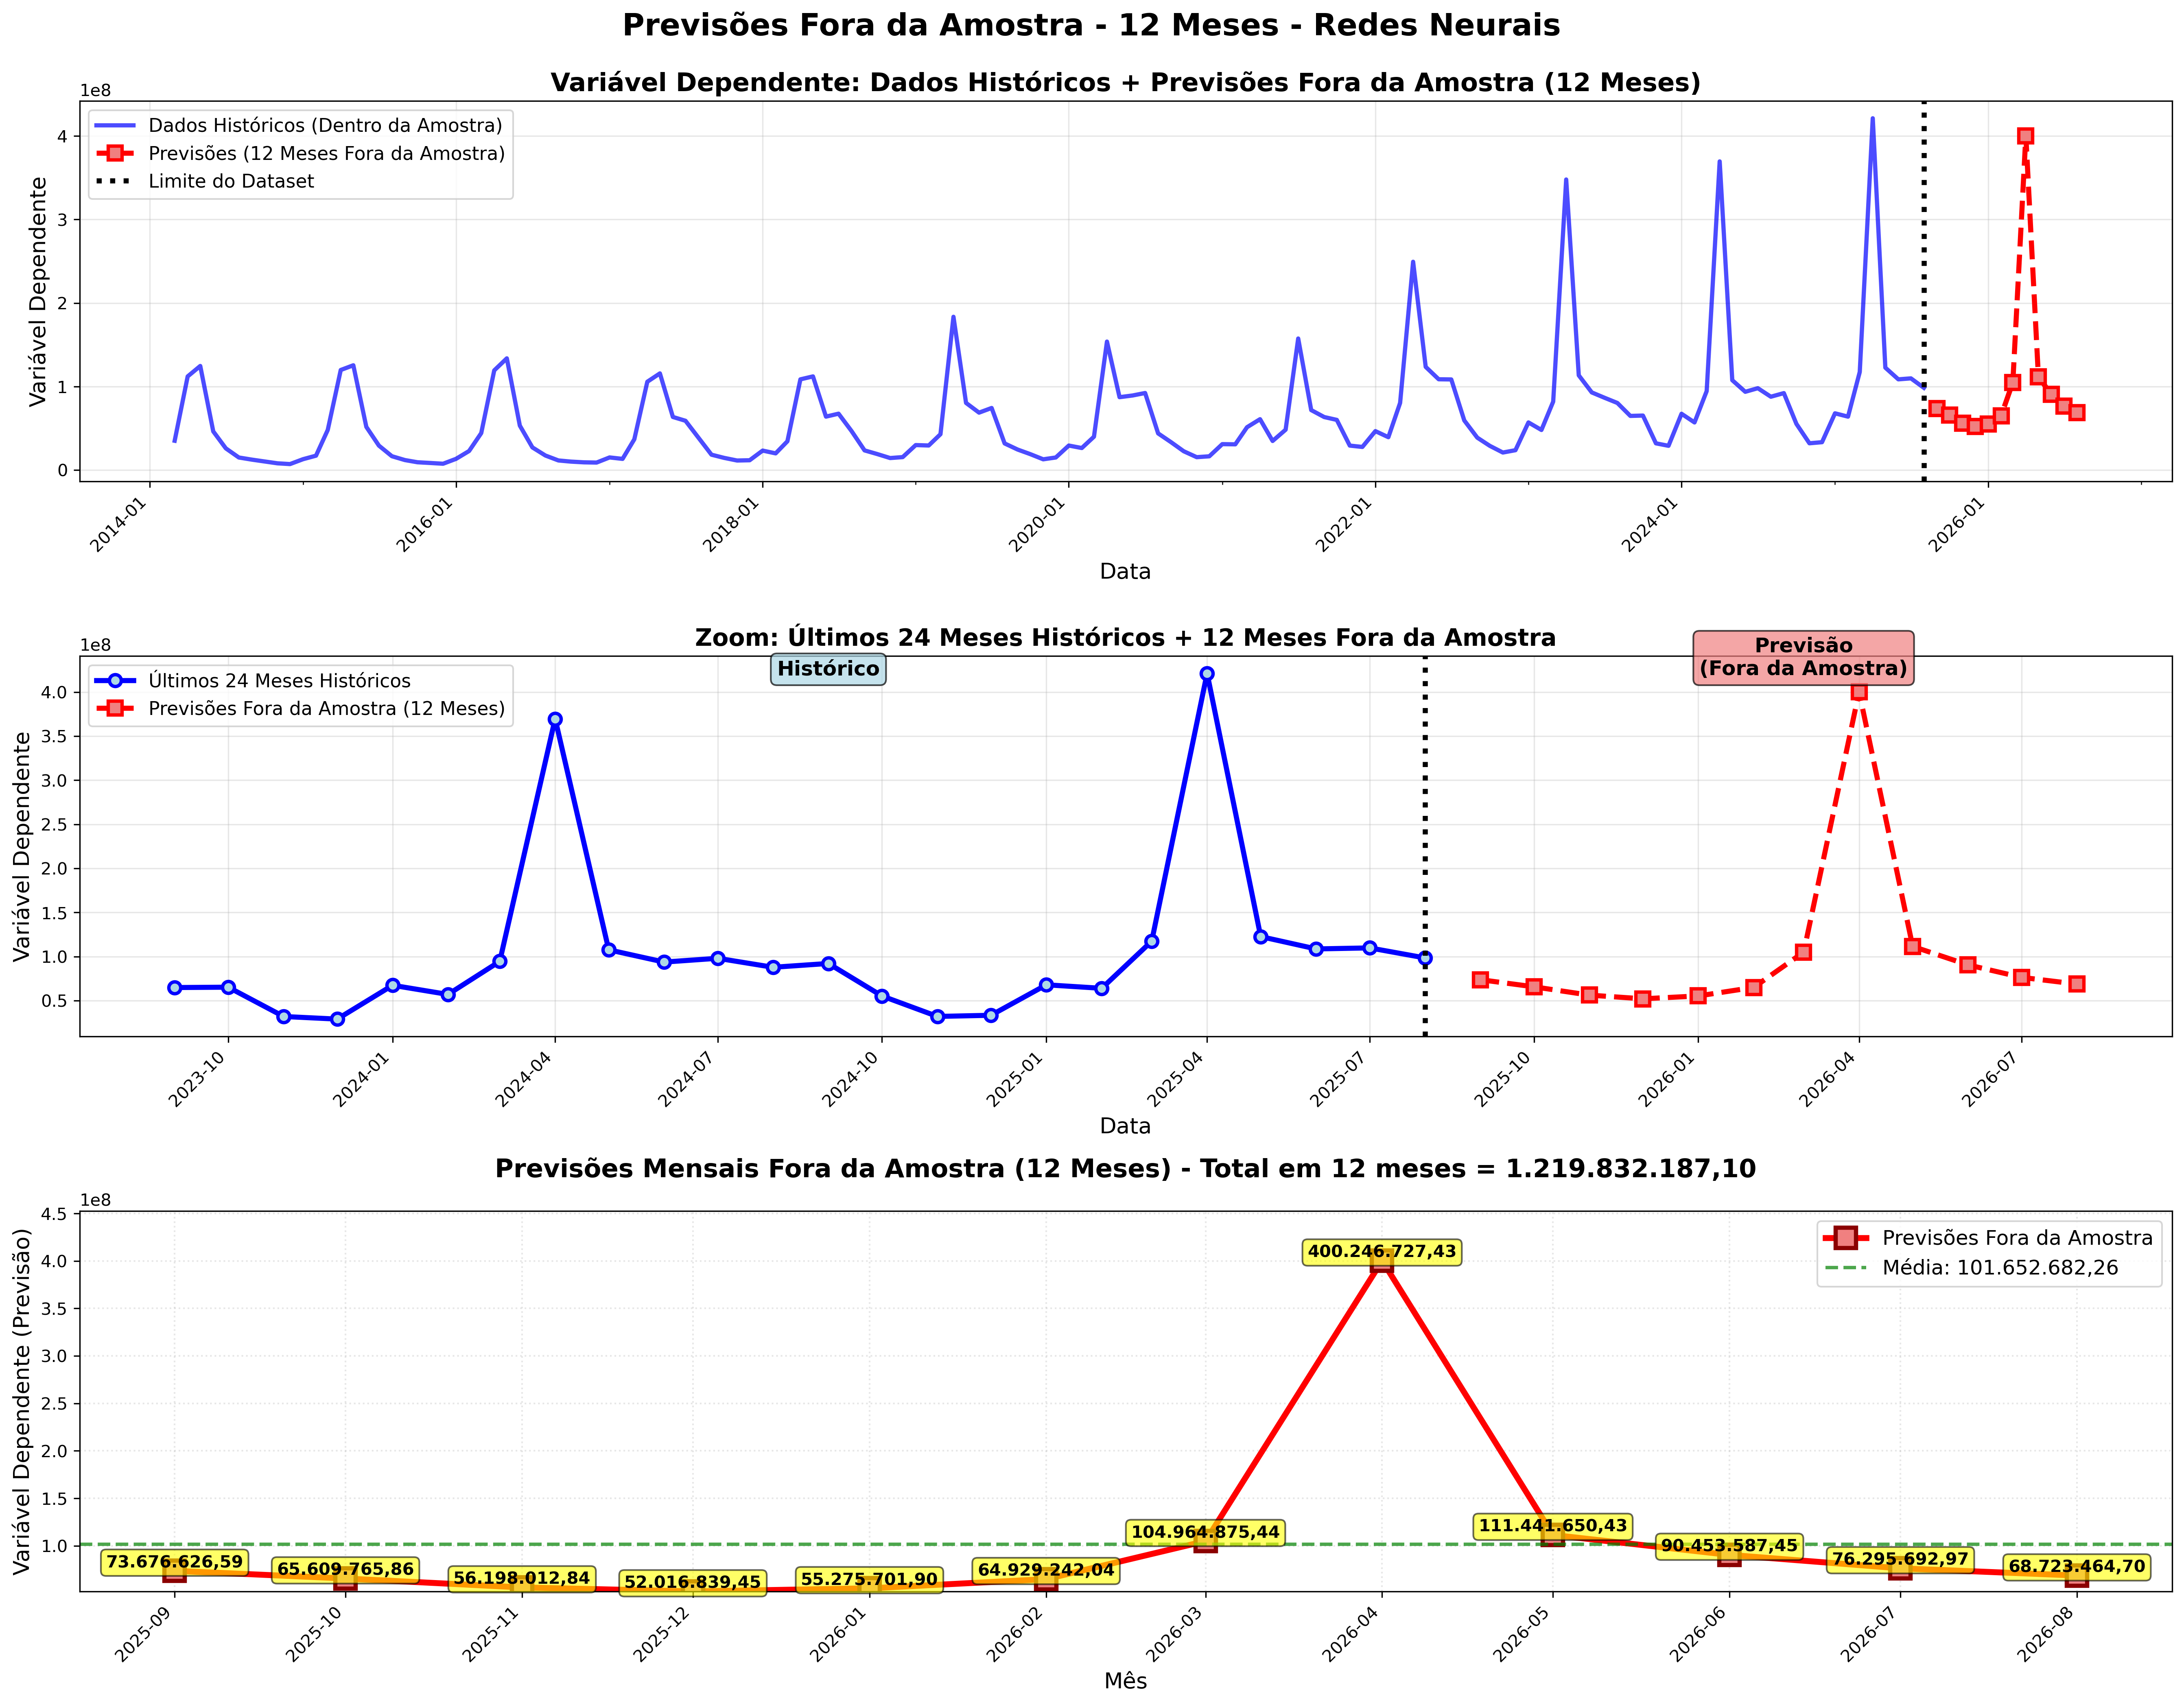 Previsões Fora da Amostra - 12 Meses - Redes Neurais
Variável Dependente: Dados Históricos + Previsões Fora da Amostra (12 Meses)
1e8
Dados Históricos (Dentro da Amostra)
Previsões (12 Meses Fora da Amostra)
Limite do Dataset
Variável Dependente
4
3
2
1
0
2014-01
2016-01
2018-01
2020-01
2022-01
2024-01
2026-01
Data
Zoom: Últimos 24 Meses Históricos + 12 Meses Fora da Amostra
1e8
Últimos 24 Meses Históricos
Previsões Fora da Amostra (12 Meses)
Histórico
Previsão
(Fora da Amostra)
Variável Dependente
4.0
3.5
3.0
2.5
2.0
1.5
1.0
0.5
2023-10
2024-01
2024-04
2024-07
2024-10
2025-01
2025-04
2025-07
2025-10
2026-01
2026-04
2026-07
Data
Previsões Mensais Fora da Amostra (12 Meses) - Total em 12 meses = 1.219.832.187,10
1e8
Previsões Fora da Amostra
Média: 101.652.682,26
Variável Dependente (Previsão)
4.5
4.0
3.5
3.0
2.5
2.0
1.5
1.0
73.676.626,59
65.609.765,86
56.198.012,84
52.016.839,45
55.275.701,90
64.929.242,04
104.964.875,44
400.246.727,43
111.441.650,43
90.453.587,45
76.295.692,97
68.723.464,70
2025-09
2025-10
2025-11
2025-12
2026-01
2026-02
2026-03
2026-04
2026-05
2026-06
2026-07
2026-08
Mês